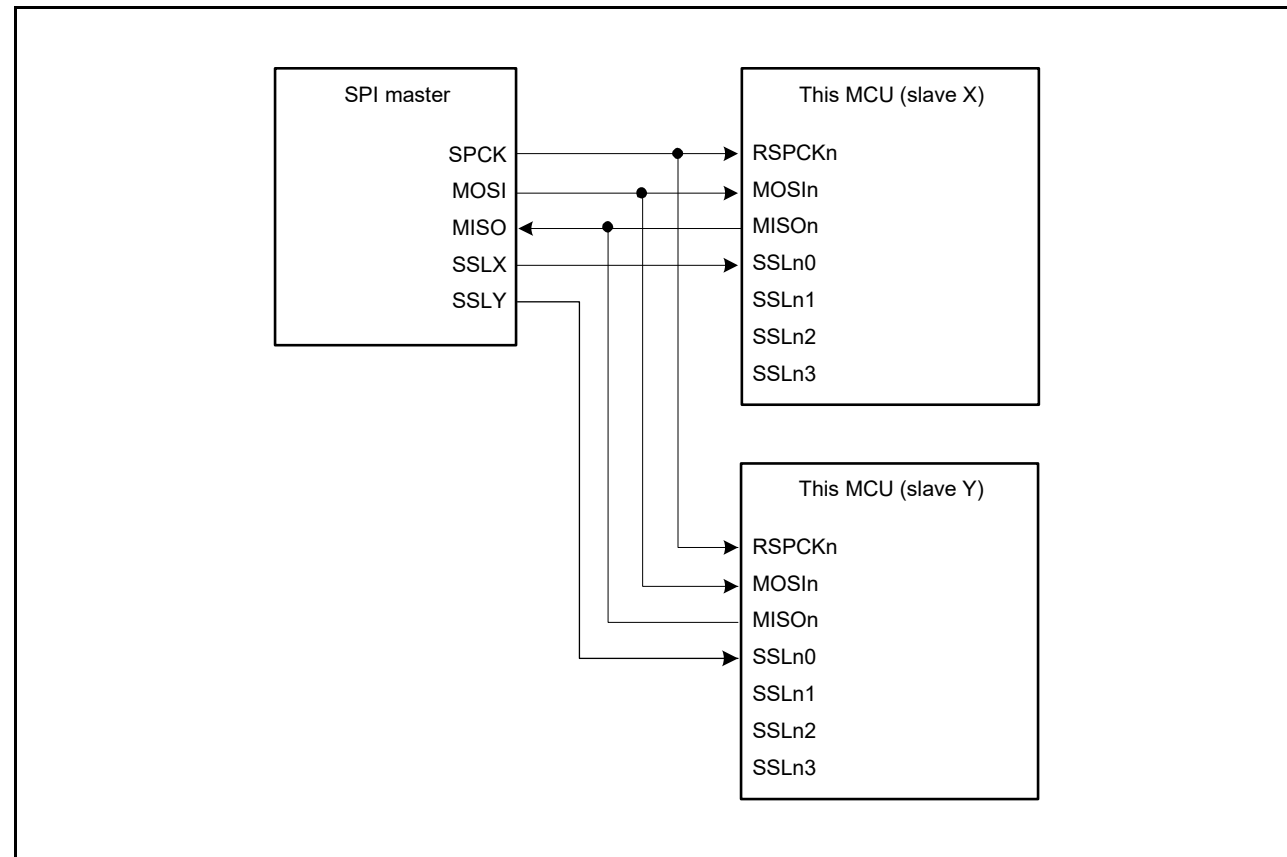 SPI master
SPCK
MOSI
MISO
SSLX
SSLY
This MCU (slave X)
RSPCKn
MOSIn
MISOn
SSLn0
SSLn1
SSLn2
SSLn3
This MCU (slave Y)
RSPCKn
MOSIn
MISOn
SSLn0
SSLn1
SSLn2
SSLn3